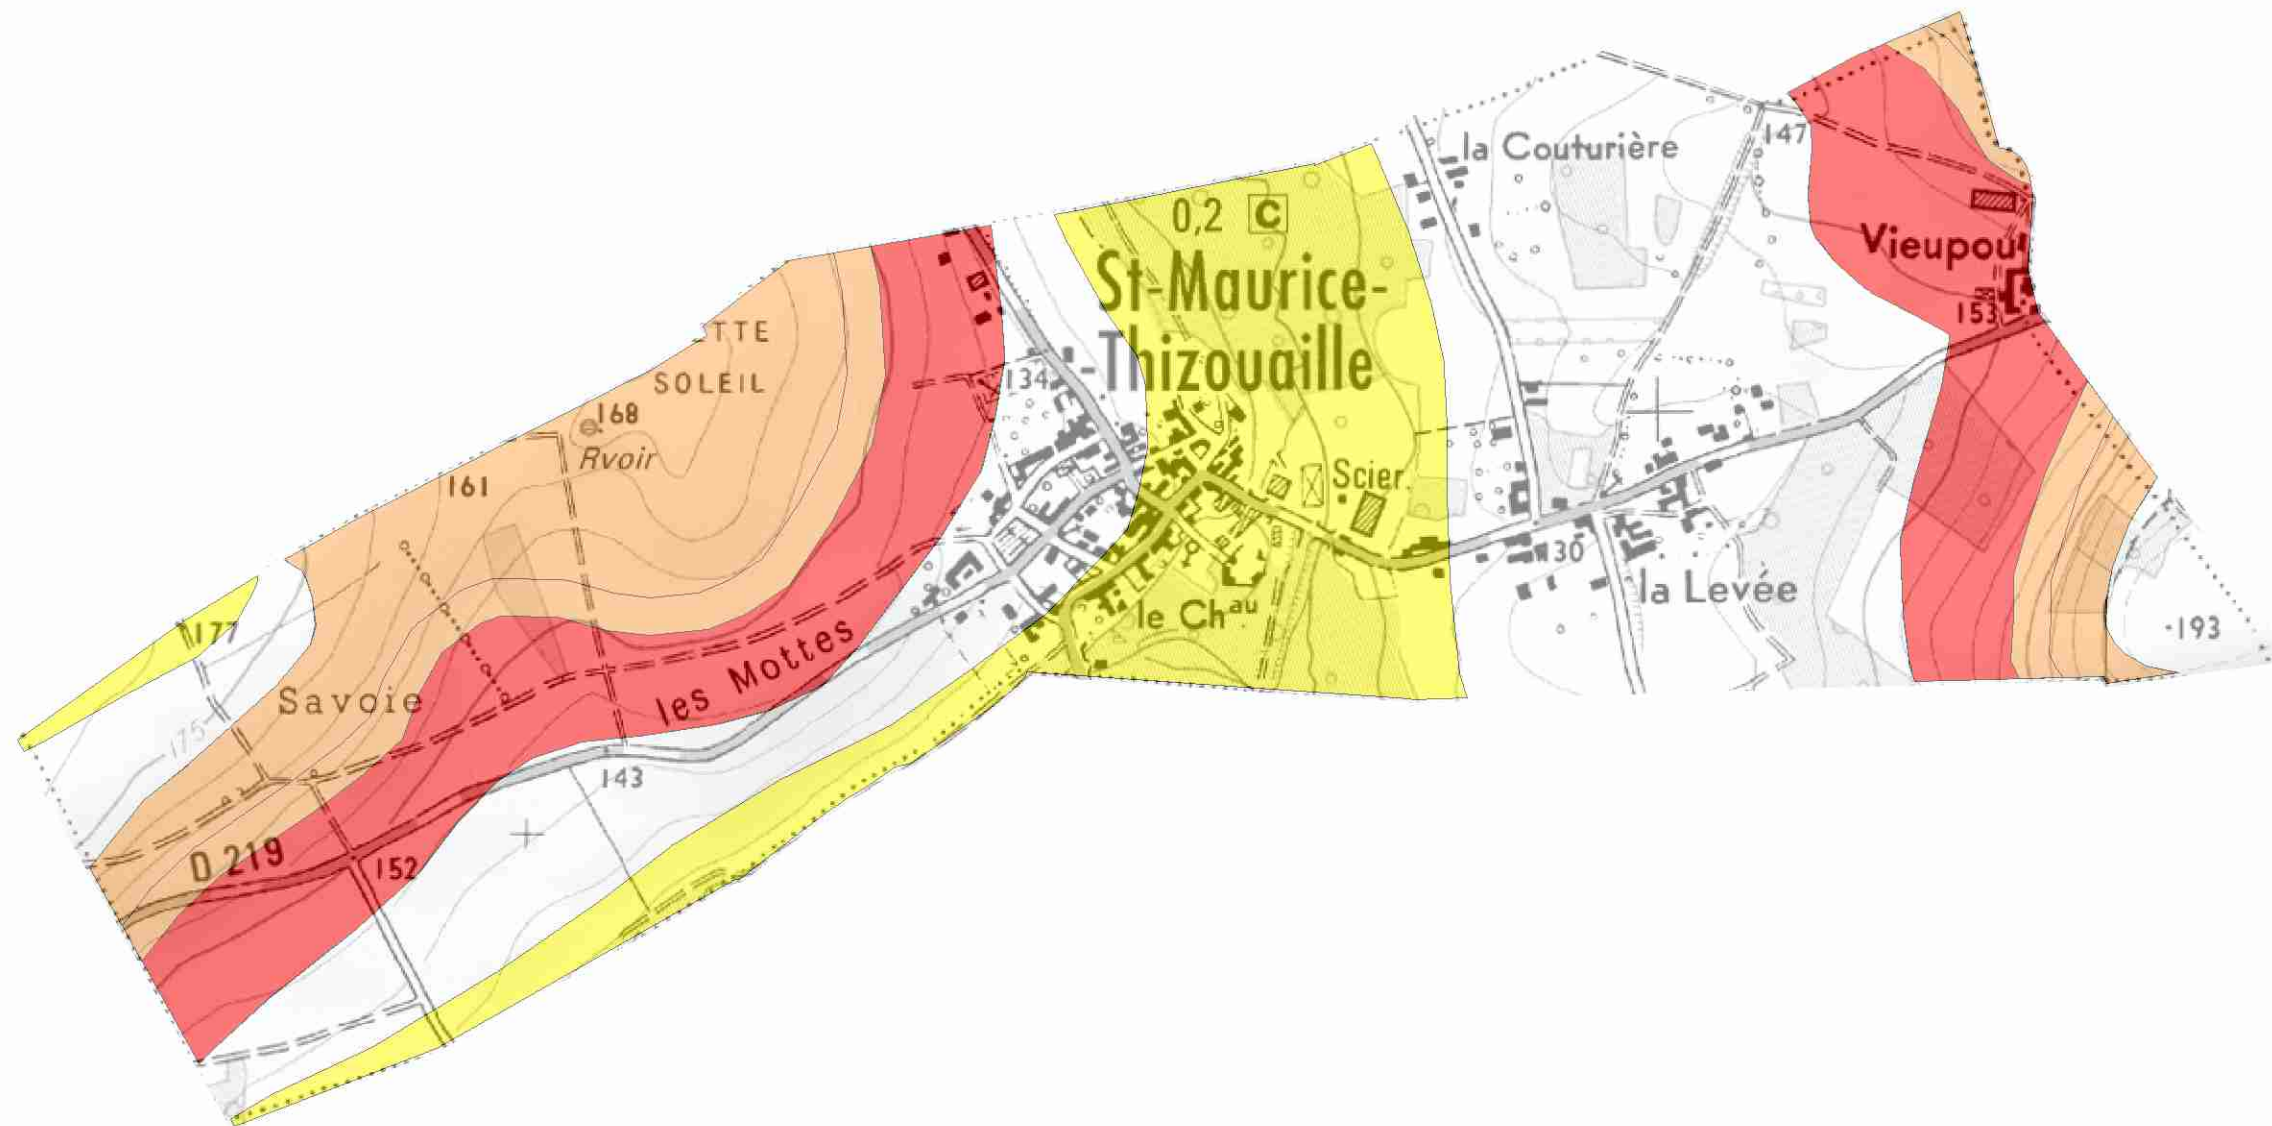 la Couturière
147
0,2 C
St-Maurice-
-Thizouaille
Vieupou
153
TTE
SOLEIL
134
168
Rvoir
161
Scier.
130
la Levée
le Chau
177
193
Savoie
les Mottes
175
143
D 219
152